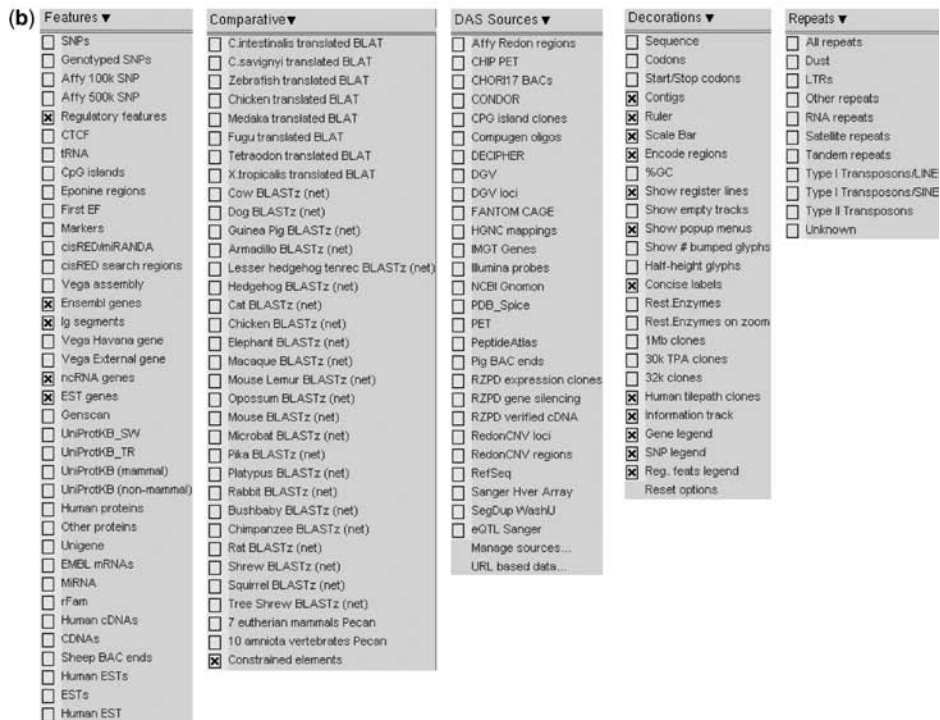 (b)
Features ▼
SNPs
Genotyped SNPs
Affy 100k SNP
Affy 500k SNP
Regulatory features
CTCF
tRNA
CpG islands
Eponine regions
First EF
Markers
cisRED/miRANDA
cisRED search regions
Vega assembly
Ensembl genes
Ig segments
Vega Havana gene
Vega External gene
ncRNA genes
EST genes
Genscan
UniProtKB_SW
UniProtKB_TR
UniProtKB (mammal)
UniProtKB (non-mammal)
Human proteins
Other proteins
Unigene
EMBL mRNAs
MiRNA
rFam
Human cDNAs
CDNAs
Sheep BAC ends
Human ESTs
ESTs
Human EST
Comparative▼
C.intestinalis translated BLAT
C.savignyi translated BLAT
Zebrafish translated BLAT
Chicken translated BLAT
Medaka translated BLAT
Fugu translated BLAT
Tetraodon translated BLAT
X.tropicalis translated BLAT
Cow BLASTz (net)
Dog BLASTz (net)
Guinea Pig BLASTz (net)
Armadillo BLASTz (net)
Lesser hedgehog tenrec BLASTz (net)
Hedgehog BLASTz (net)
Cat BLASTz (net)
Chicken BLASTz (net)
Elephant BLASTz (net)
Macaque BLASTz (net)
Mouse Lemur BLASTz (net)
Opossum BLASTz (net)
Mouse BLASTz (net)
Microbat BLASTz (net)
Pika BLASTz (net)
Platypus BLASTz (net)
Rabbit BLASTz (net)
Bushbaby BLASTz (net)
Chimpanzee BLASTz (net)
Rat BLASTz (net)
Shrew BLASTz (net)
Squirrel BLASTz (net)
Tree Shrew BLASTz (net)
7 eutherian mammals Pecan
10 amniota vertebrates Pecan
Constrained elements
DAS Sources ▼
Affy Redon regions
CHIP PET
CHORI17 BACs
CONDOR
CPG island clones
Compugen oligos
DECIPHER
DGV
DGV loci
FANTOM CAGE
HGNC mappings
IMGT Genes
Illumina probes
NCBI Gnomon
PDB_Spice
PET
PeptideAtlas
Pig BAC ends
RZPD expression clones
RZPD gene silencing
RZPD verified cDNA
RedonCNV loci
RedonCNV regions
RefSeq
Sanger Hver Array
SegDup WashU
eQTL Sanger
Manage sources...
URL based data...
Decorations ▼
Sequence
Codons
Start/Stop codons
Contigs
Ruler
Scale Bar
Encode regions
%GC
Show register lines
Show empty tracks
Show popup menus
Show # bumped glyphs
Half-height glyphs
Concise labels
Rest.Enzymes
Rest.Enzymes on zoom
1Mb clones
30k TPA clones
32k clones
Human tilepath clones
Information track
Gene legend
SNP legend
Reg. feats legend
Reset options
Repeats ▼
All repeats
Dust
LTRs
Other repeats
RNA repeats
Satellite repeats
Tandem repeats
Type I Transposons/LINE
Type I Transposons/SINE
Type II Transposons
Unknown